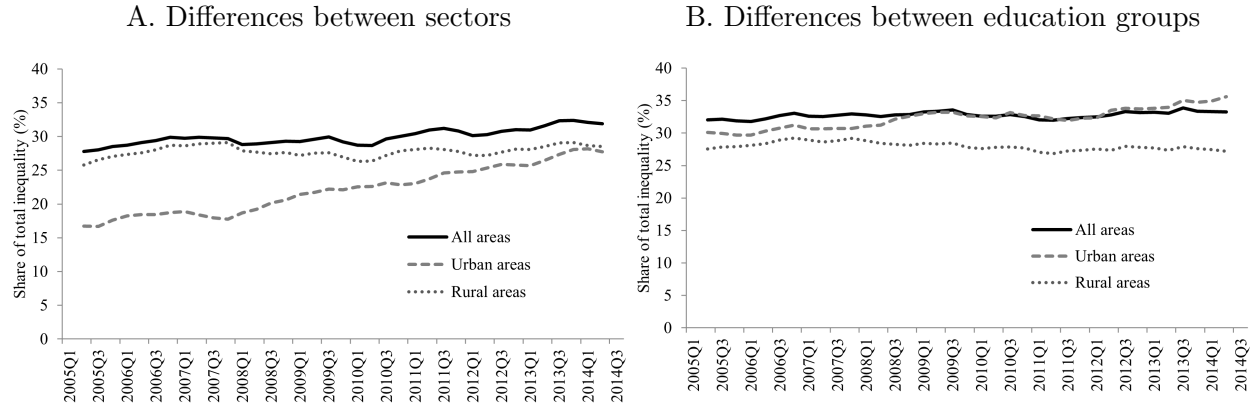 A. Differences between sectors
Share of total inequality (%)
40
35
30
25
20
15
10
5
0
All areas
Urban areas
Rural areas
2005Q1
2005Q3
2006Q1
2006Q3
2007Q1
2007Q3
2008Q1
2008Q3
2009Q1
2009Q3
2010Q1
2010Q3
2011Q1
2011Q3
2012Q1
2012Q3
2013Q1
2013Q3
2014Q1
2014Q3
B. Differences between education groups
Share of total inequality (%)
40
35
30
25
20
15
10
5
0
All areas
Urban areas
Rural areas
2005Q1
2005Q3
2006Q1
2006Q3
2007Q1
2007Q3
2008Q1
2008Q3
2009Q1
2009Q3
2010Q1
2010Q3
2011Q1
2011Q3
2012Q1
2012Q3
2013Q1
2013Q3
2014Q1
2014Q3